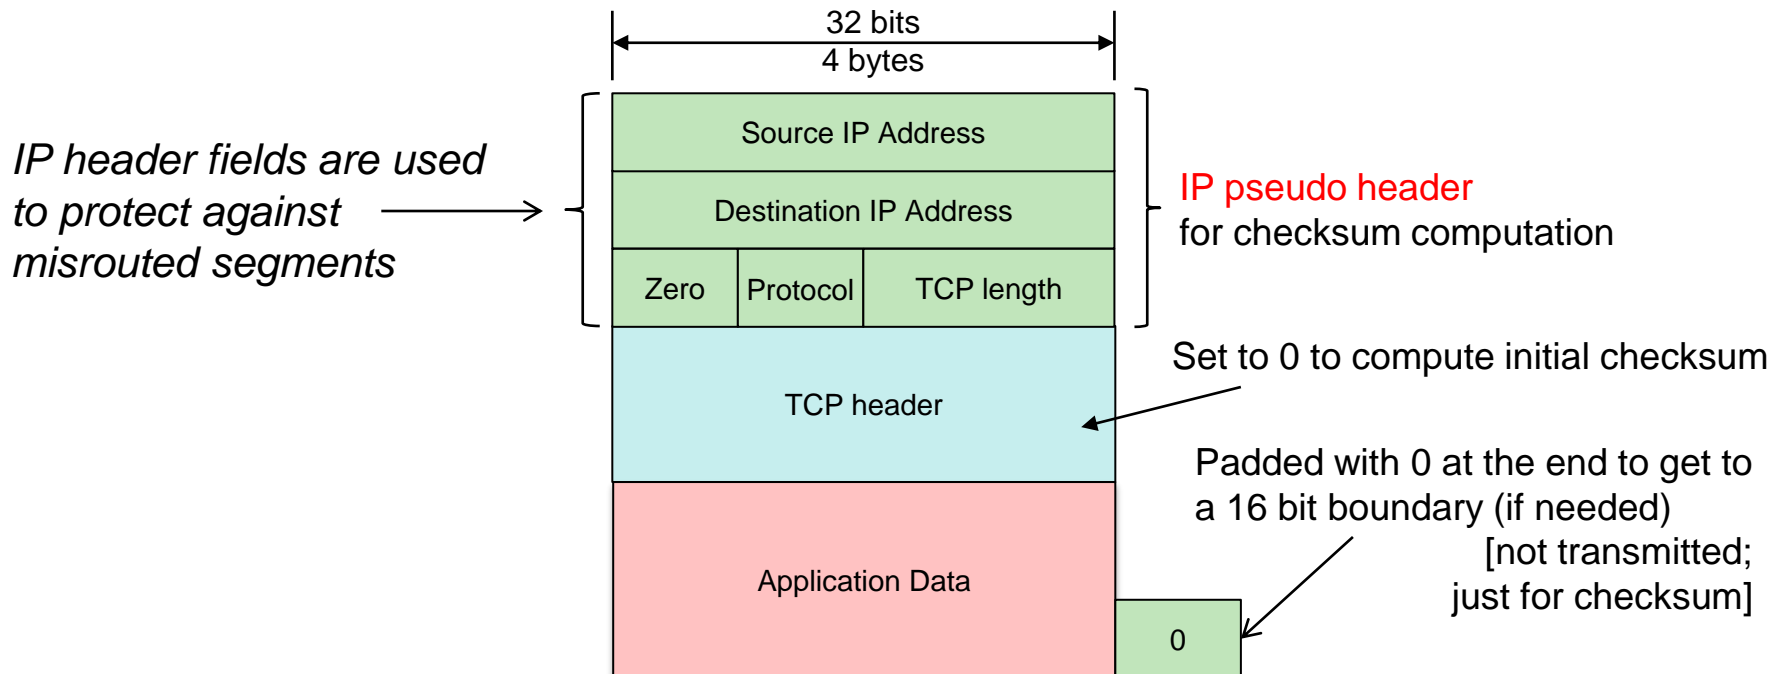 32 bits
4 bytes
IP header fields are used
to protect against
misrouted segments
Source IP Address
Destination IP Address
Zero
Protocol
TCP length
IP pseudo header
for checksum computation
TCP header
Set to 0 to compute initial checksum
Padded with 0 at the end to get to
a 16 bit boundary (if needed)
[not transmitted;
just for checksum]
Application Data
0